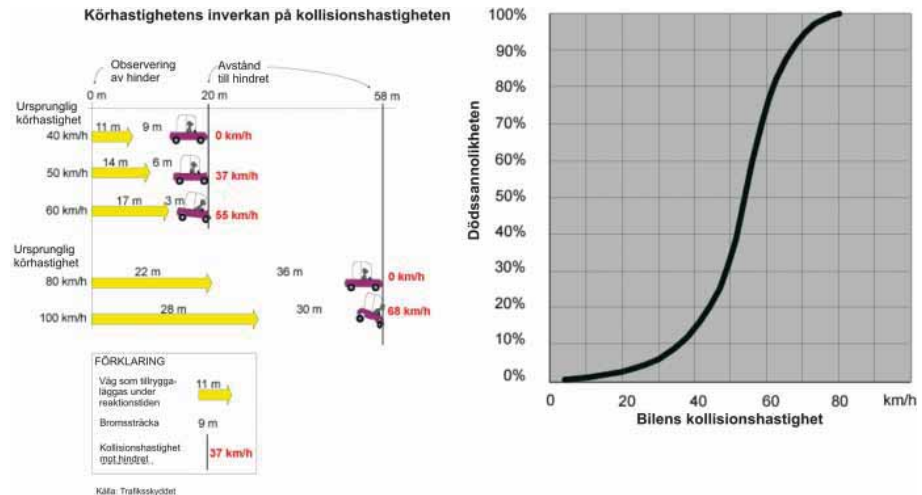 Körhastighetens inverkan på kollisionshastigheten
Observering
av hinder
Avstånd
till hindret
0 m
20 m
58 m
Ursprunglig
körhastighet
40 km/h
11 m
9 m
0 km/h
50 km/h
14 m
6 m
37 km/h
60 km/h
17 m
3 m
55 km/h
Ursprunglig
körhastighet
80 km/h
22 m
36 m
0 km/h
100 km/h
28 m
30 m
68 km/h
FÖRKLARING
Väg som tillrygga-
läggas under
reaktionstiden
11 m
Bromssträcka
9 m
Kollisionshastighet
mot hindret
37 km/h
Källa: Trafiksskyddet
Dödssannolikheten
100%
90%
80%
70%
60%
50%
40%
30%
20%
10%
0%
0
20
40
60
80
km/h
Bilens kollisionshastighet